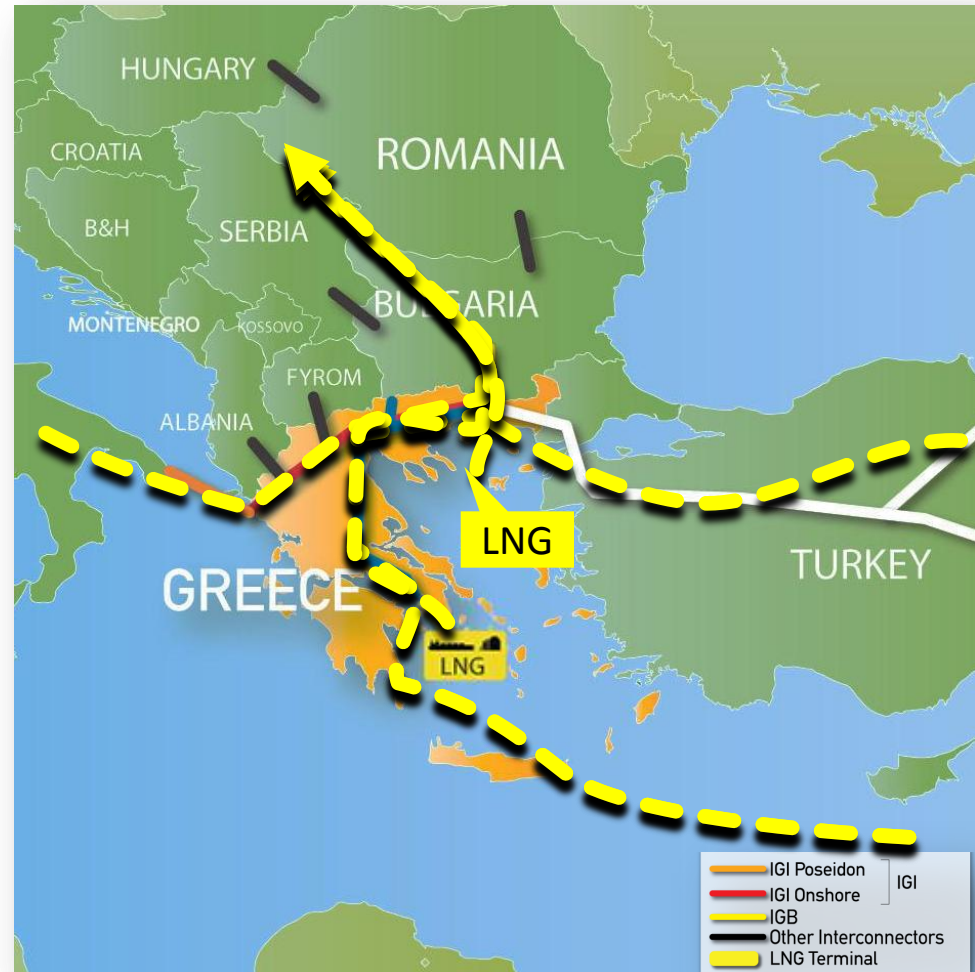 HUNGARY
CROATIA
ROMANIA
B&H
SERBIA
BULGARIA
MONTENEGRO
KOSSOVO
FYROM
ALBANIA
LNG
TURKEY
GREECE
LNG
IGI Poseidon
IGI
IGI Onshore
IGB
Other Interconnectors
LNG Terminal